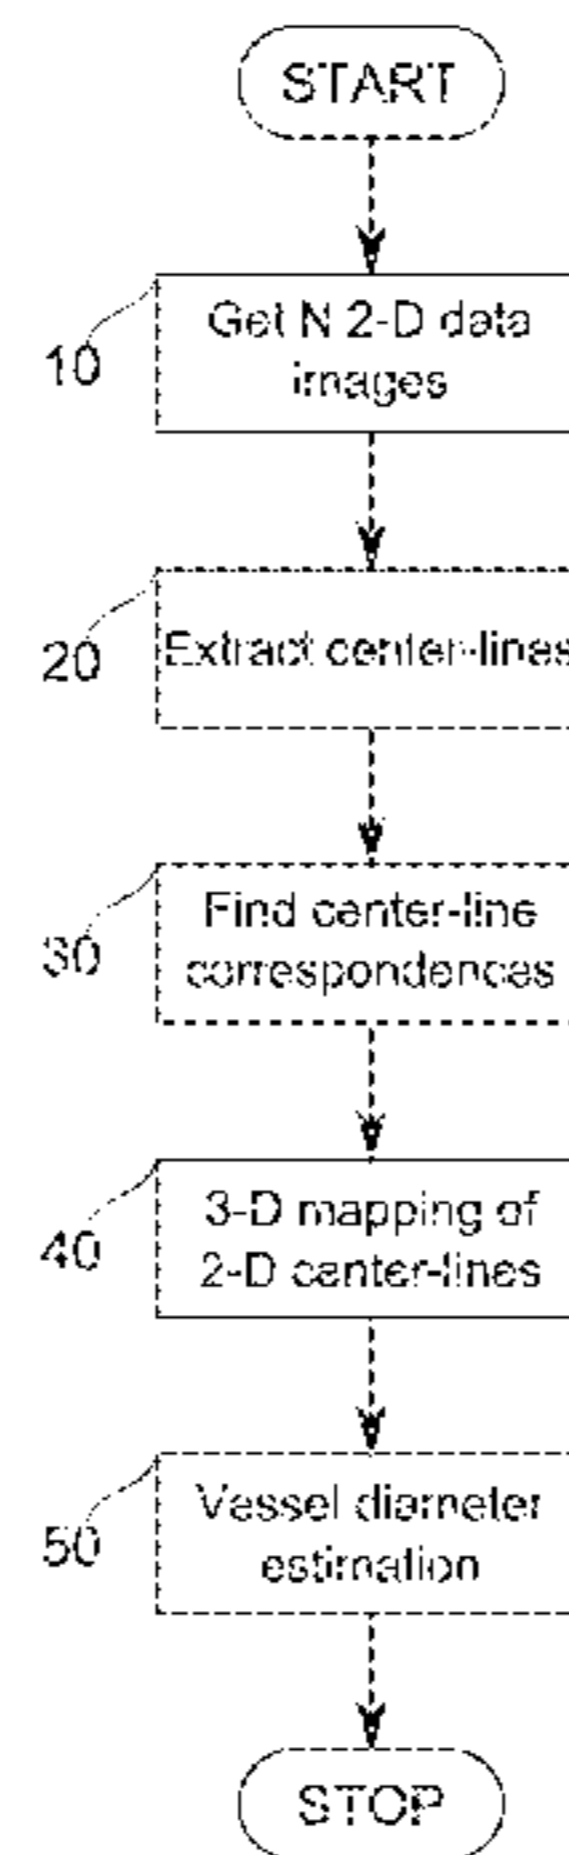 START
10
Get N 2-D data
images
20
Extract center-lines
30
Find center-line
correspondences
40
3-D mapping of
2-D center-lines
50
Vessel diameter
estimation
STOP